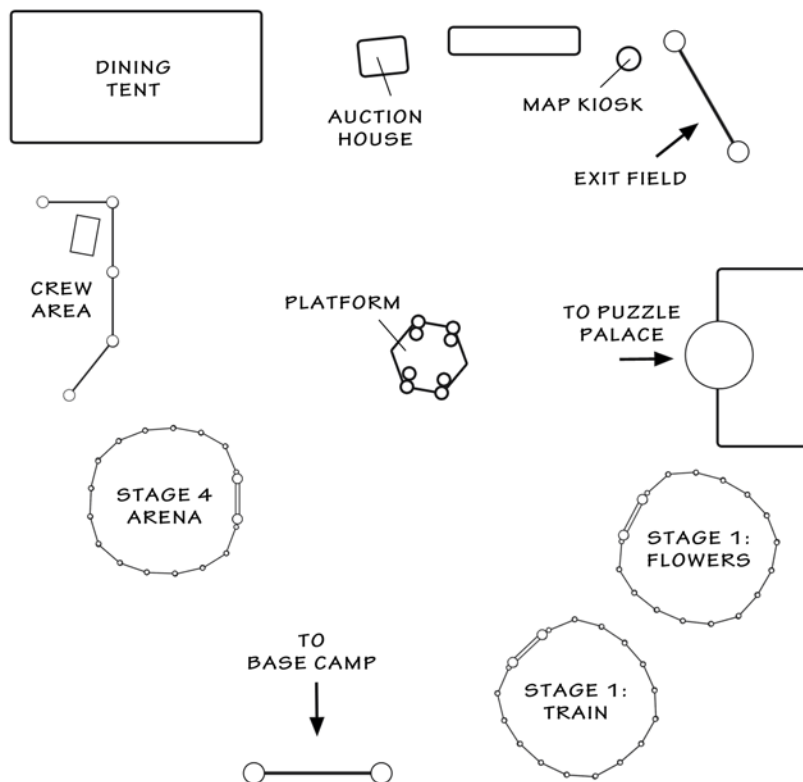 DINING
TENT
AUCTION
HOUSE
MAP KIOSK
EXIT FIELD
CREW
AREA
PLATFORM
TO PUZZLE
PALACE
STAGE 4
ARENA
STAGE 1:
FLOWERS
TO
BASE CAMP
STAGE 1:
TRAIN